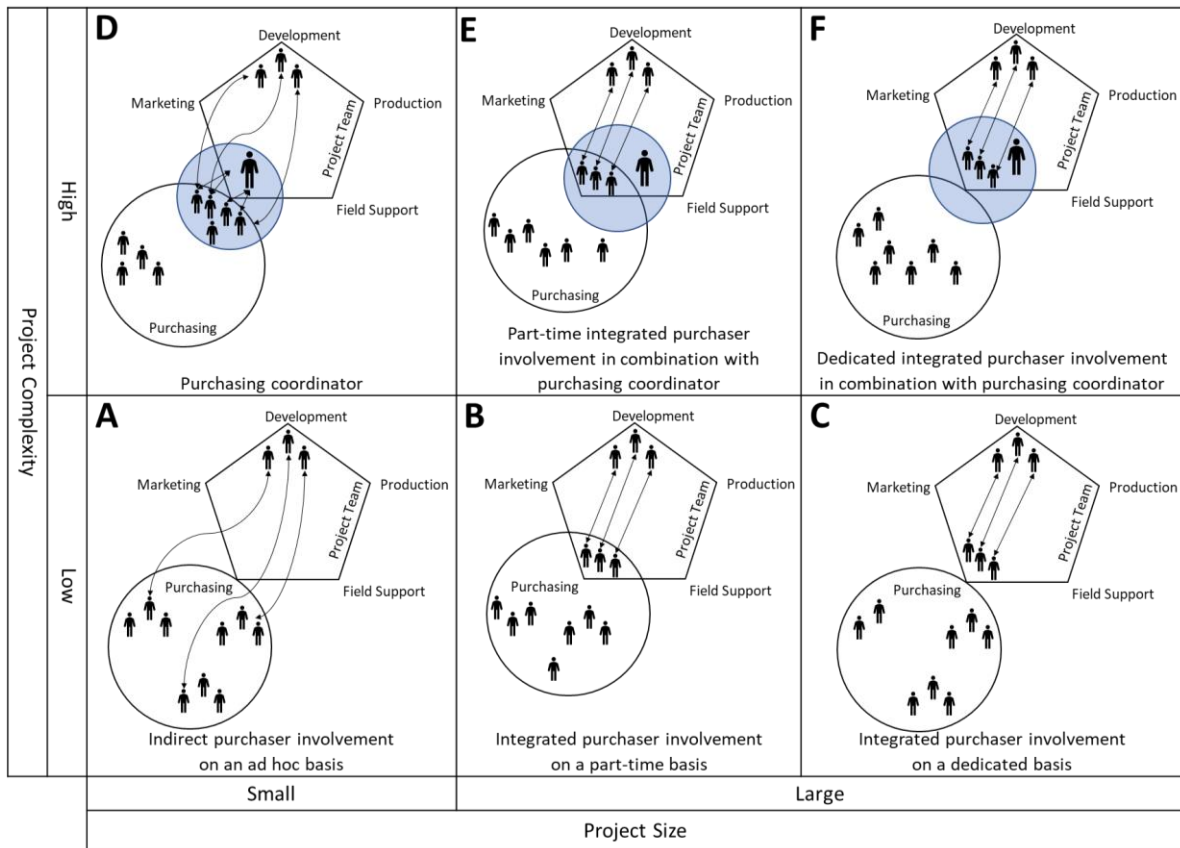 D
Development
Marketing
Production
Project Team
Field Support
Purchasing
Purchasing coordinator
E
Development
Marketing
Production
Project Team
Field Support
Purchasing
Part-time integrated purchaser
involvement in combination with
purchasing coordinator
F
Development
Marketing
Production
Project Team
Field Support
Purchasing
Dedicated integrated purchaser involvement
in combination with purchasing coordinator
High
Project Complexity
Low
A
Development
Marketing
Production
Project Team
Purchasing
Field Support
Indirect purchaser involvement
on an ad hoc basis
B
Development
Marketing
Production
Project Team
Purchasing
Field Support
Integrated purchaser involvement
on a part-time basis
C
Development
Marketing
Production
Project Team
Purchasing
Field Support
Integrated purchaser involvement
on a dedicated basis
Small
Large
Project Size